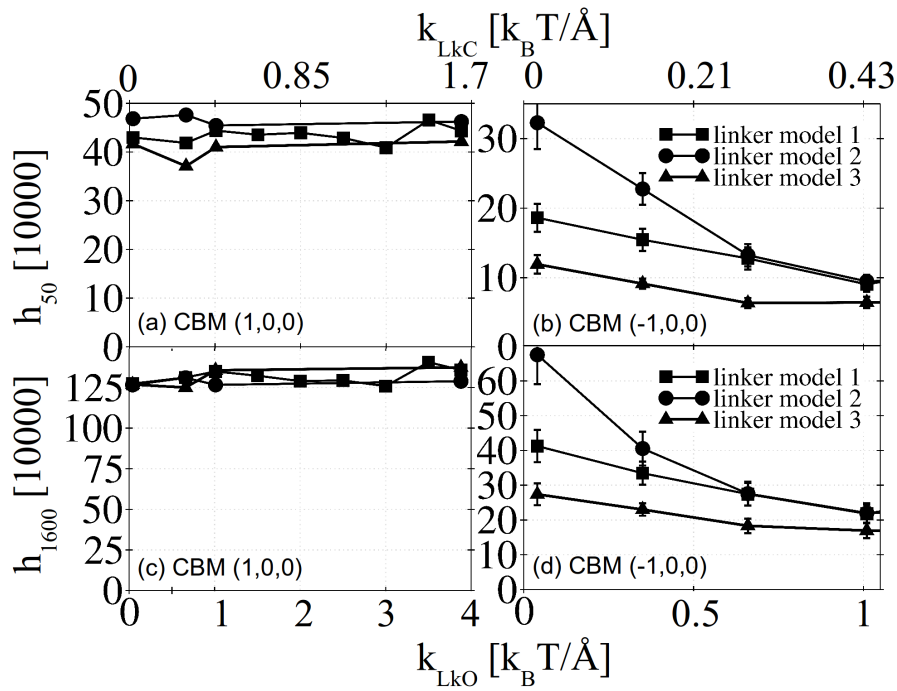 k_LkC [k_BT/Å]
0 0.85 1.7 0 0.21 0.43
h_50 [10000]
50
40
30
20
10
0
(a) CBM (1,0,0)
30
20
10
0
linker model 1
linker model 2
linker model 3
(b) CBM (-1,0,0)
h_1600 [10000]
125
100
75
50
25
0
(c) CBM (1,0,0)
60
50
40
30
20
10
0
linker model 1
linker model 2
linker model 3
(d) CBM (-1,0,0)
0 1 2 3 4 0 0.5 1
k_LkO [k_BT/Å]